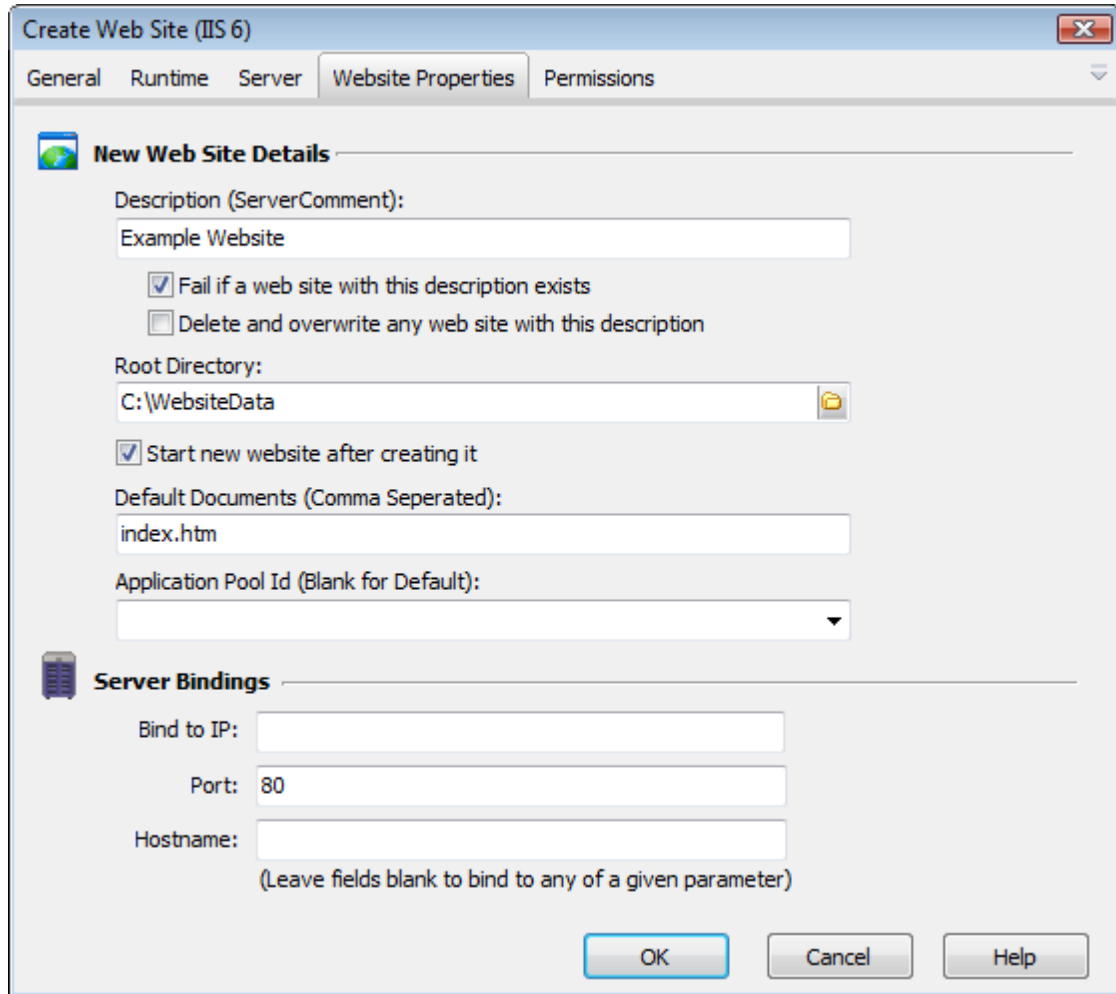 Create Web Site (IIS 6)
General Runtime Server Website Properties Permissions
New Web Site Details
Description (ServerComment):
Example Website
Fail if a web site with this description exists
Delete and overwrite any web site with this description
Root Directory:
C:\WebsiteData
Start new website after creating it
Default Documents (Comma Seperated):
index.htm
Application Pool Id (Blank for Default):
Server Bindings
Bind to IP:
Port: 80
Hostname:
(Leave fields blank to bind to any of a given parameter)
OK Cancel Help